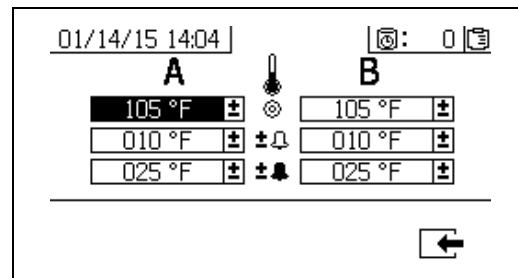 01/14/15 14:04 : 0
A B
105 °F ± 105 °F ±
010 °F ± ± 010 °F ±
025 °F ± ± 025 °F ±